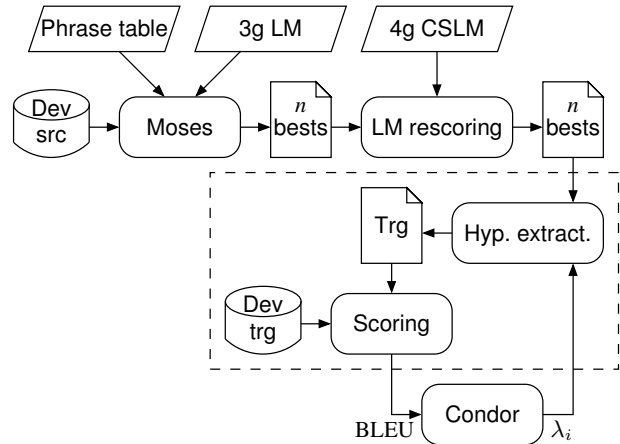 Phrase table
3g LM
4g CSLM
Dev
src
Moses
n
bests
LM rescoring
n
bests
Trg
Hyp. extract.
Dev
trg
Scoring
BLEU
Condor
λi